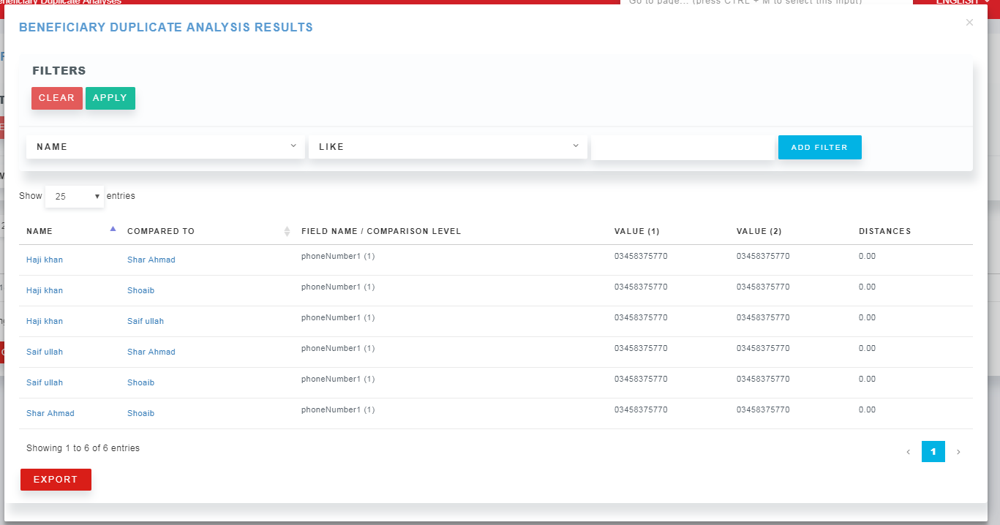 eneficiary Duplicate Analyses
Go to page... (press CTRL + M to select this input)
ENGLISH
BENEFICIARY DUPLICATE ANALYSIS RESULTS
×
FILTERS
CLEAR APPLY
NAME LIKE ADD FILTER
Show 25 entries
NAME COMPARED TO FIELD NAME / COMPARISON LEVEL VALUE (1) VALUE (2) DISTANCES
Haji khan Shar Ahmad phoneNumber1 (1) 03458375770 03458375770 0.00
Haji khan Shoaib phoneNumber1 (1) 03458375770 03458375770 0.00
Haji khan Saif ullah phoneNumber1 (1) 03458375770 03458375770 0.00
Saif ullah Shar Ahmad phoneNumber1 (1) 03458375770 03458375770 0.00
Saif ullah Shoaib phoneNumber1 (1) 03458375770 03458375770 0.00
Shar Ahmad Shoaib phoneNumber1 (1) 03458375770 03458375770 0.00
Showing 1 to 6 of 6 entries
‹ 1 ›
EXPORT